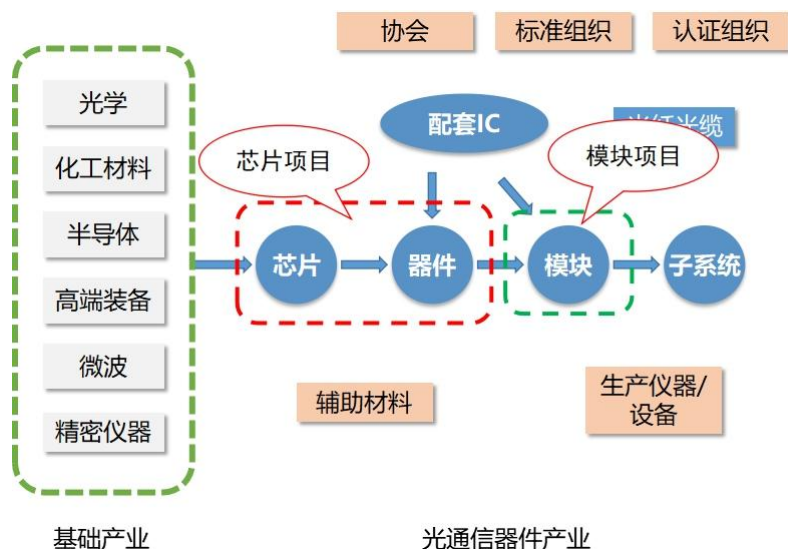 协会
标准组织
认证组织
光学
化工材料
半导体
高端装备
微波
精密仪器
配套IC
芯片项目
模块项目
芯片
器件
模块
子系统
辅助材料
生产仪器/
设备
基础产业
光通信器件产业